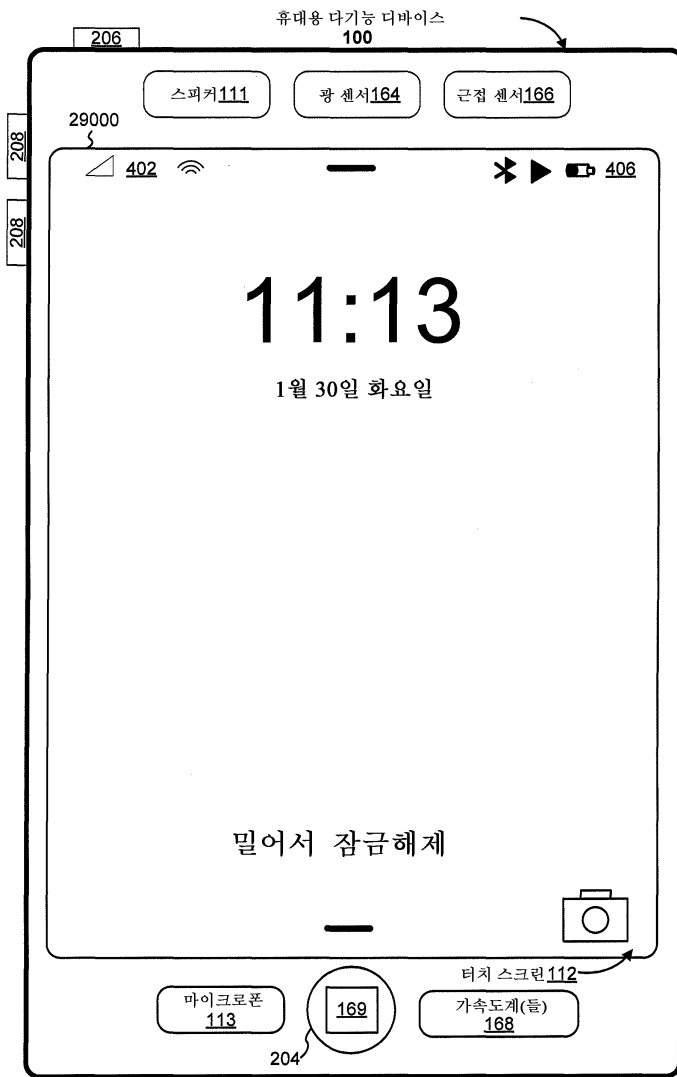 휴대용 다기능 디바이스
100
206
스피커111
광 센서164
근접 센서166
29000
208
208
402
406
11:13
1월 30일 화요일
밀어서 잠금해제
터치 스크린112
마이크로폰
113
169
가속도계(들)
168
204